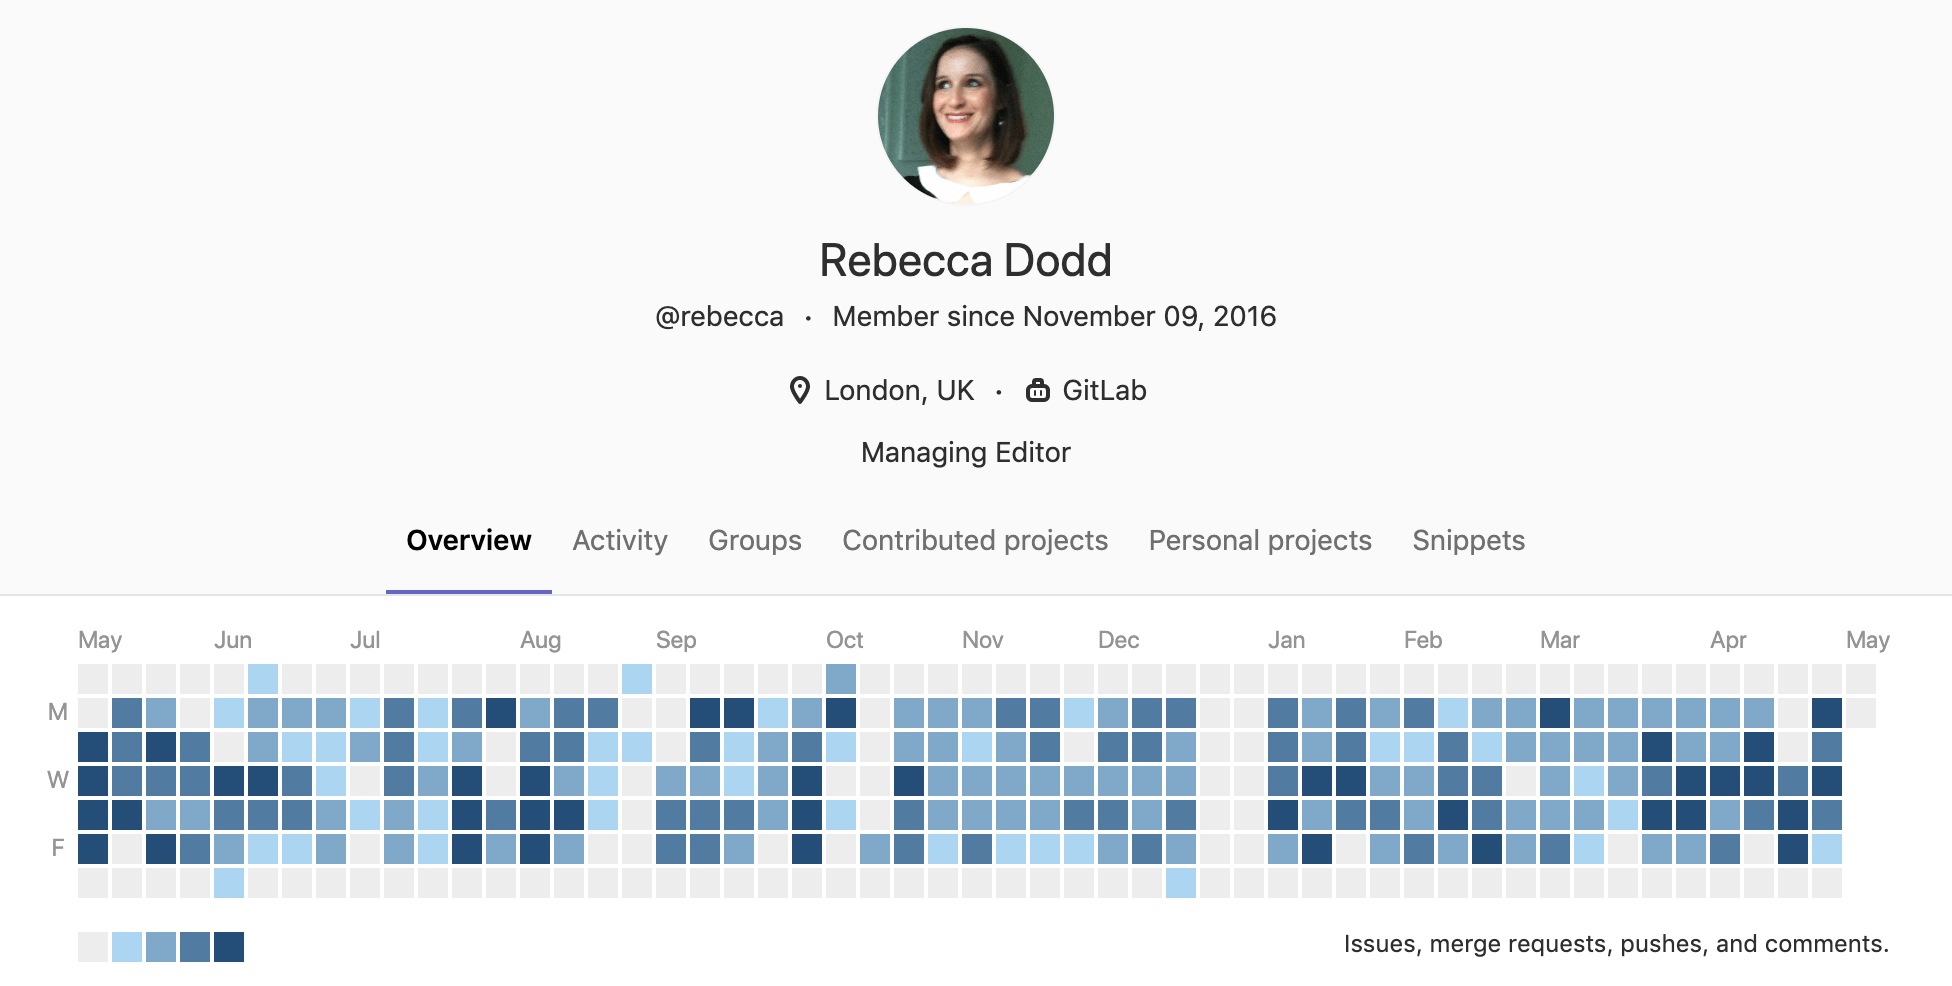 Rebecca Dodd
@rebecca · Member since November 09, 2016
London, UK · GitLab
Managing Editor
Overview Activity Groups Contributed projects Personal projects Snippets
May Jun Jul Aug Sep Oct Nov Dec Jan Feb Mar Apr May
M
W
F
Issues, merge requests, pushes, and comments.